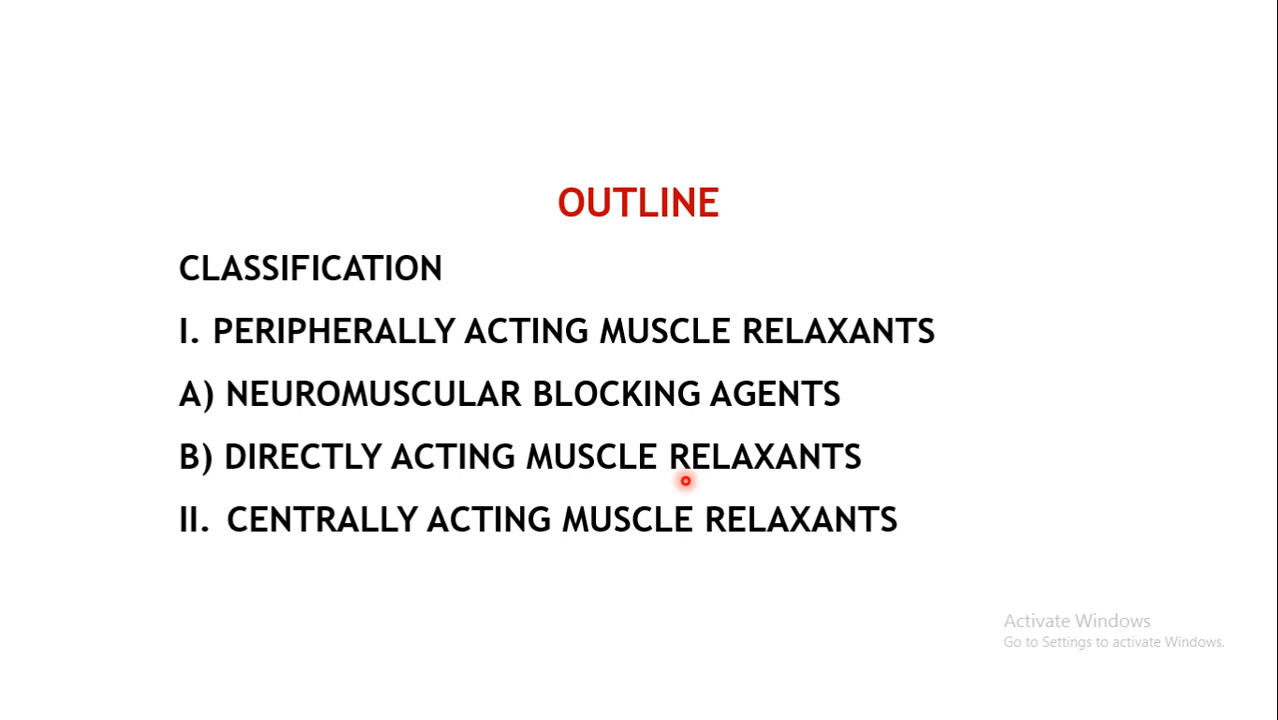 OUTLINE
CLASSIFICATION
I. PERIPHERALLY ACTING MUSCLE RELAXANTS
A) NEUROMUSCULAR BLOCKING AGENTS
B) DIRECTLY ACTING MUSCLE RELAXANTS
II. CENTRALLY ACTING MUSCLE RELAXANTS
Activate Windows
Go to Settings to activate Windows.